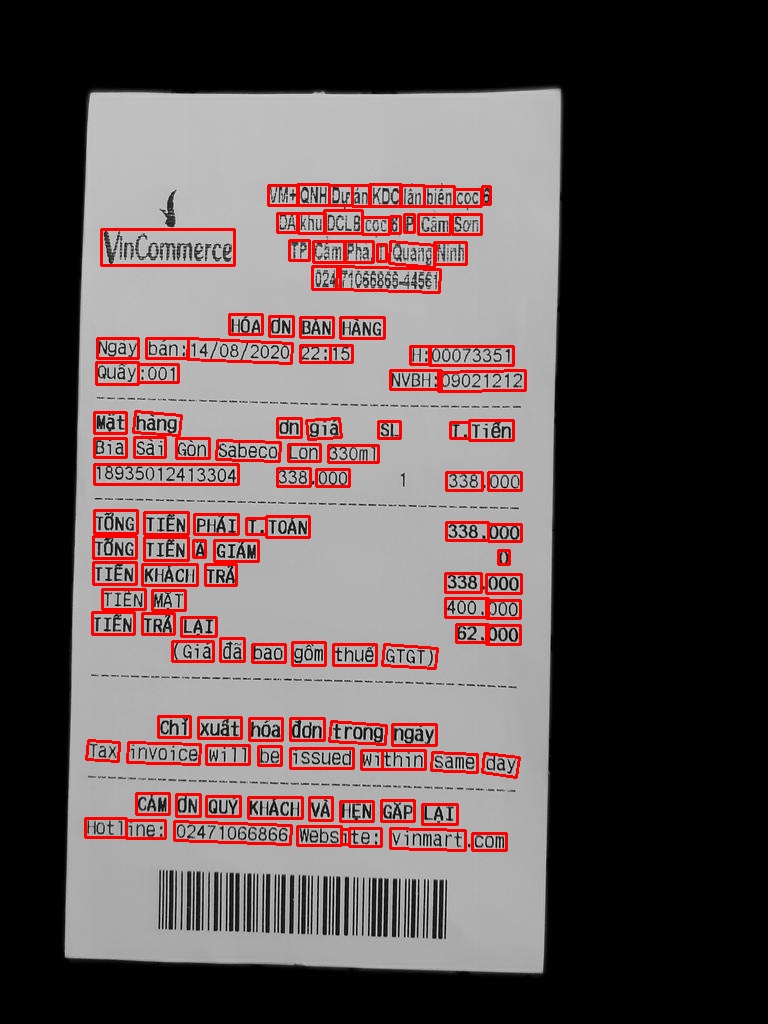 VM+ QNH Dự án KDC lấn biển cọc 6
DA khu DCLB cọc 6 P Cẩm Sơn
VinCommerce
TP Cẩm Phả, T. Quảng Ninh
024.71066866-44561
HÓA ĐƠN BÁN HÀNG
Ngày bán:14/08/2020 22:15 H:00073351
Quầy:001 NVBH:09021212
Mặt hàng Đơn giá SL T.Tiền
Bia Sài Gòn Sabeco Lon 330ml
18935012413304 338.000 1 338.000
TỔNG TIỀN PHẢI T.TOÁN 338.000
TỔNG TIỀN ĐÃ GIẢM 0
TIỀN KHÁCH TRẢ 338.000
TIỀN MẶT 400.000
TIỀN TRẢ LẠI 62.000
(Giá đã bao gồm thuế GTGT)
Chỉ xuất hóa đơn trong ngày
Tax invoice will be issued within same day
CẢM ƠN QUÝ KHÁCH VÀ HẸN GẶP LẠI
Hotline: 02471066866 Website: vinmart.com